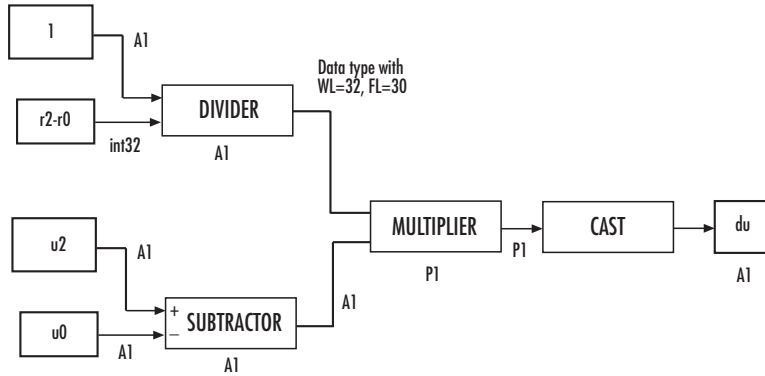 1
A1
Data type with
WL=32, FL=30
r2-r0
int32
DIVIDER
A1
u2
A1
MULTIPLIER
P1
P1
CAST
du
A1
+
−
SUBTRACTOR
A1
A1
u0
A1